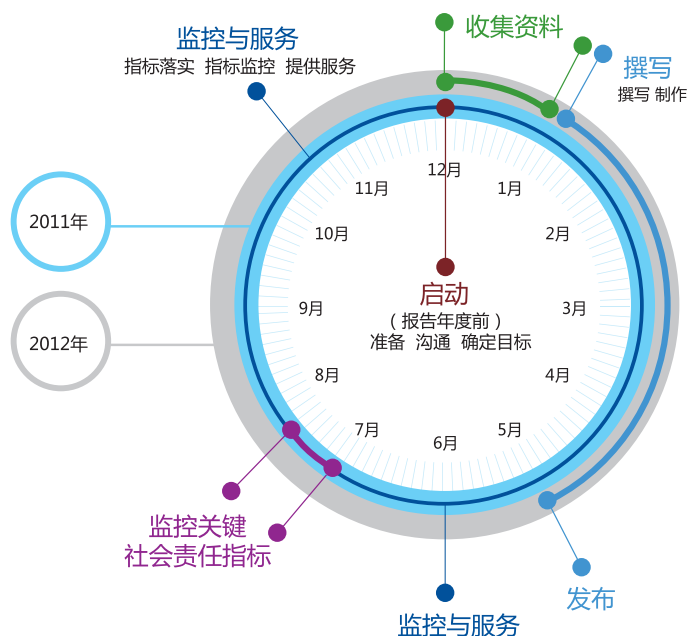 收集资料
监控与服务
指标落实 指标监控 提供服务
撰写
撰写 制作
12月
1月
2月
3月
4月
5月
6月
7月
8月
9月
10月
11月
2011年
2012年
启动
（报告年度前）
准备 沟通 确定目标
监控关键
社会责任指标
发布
监控与服务